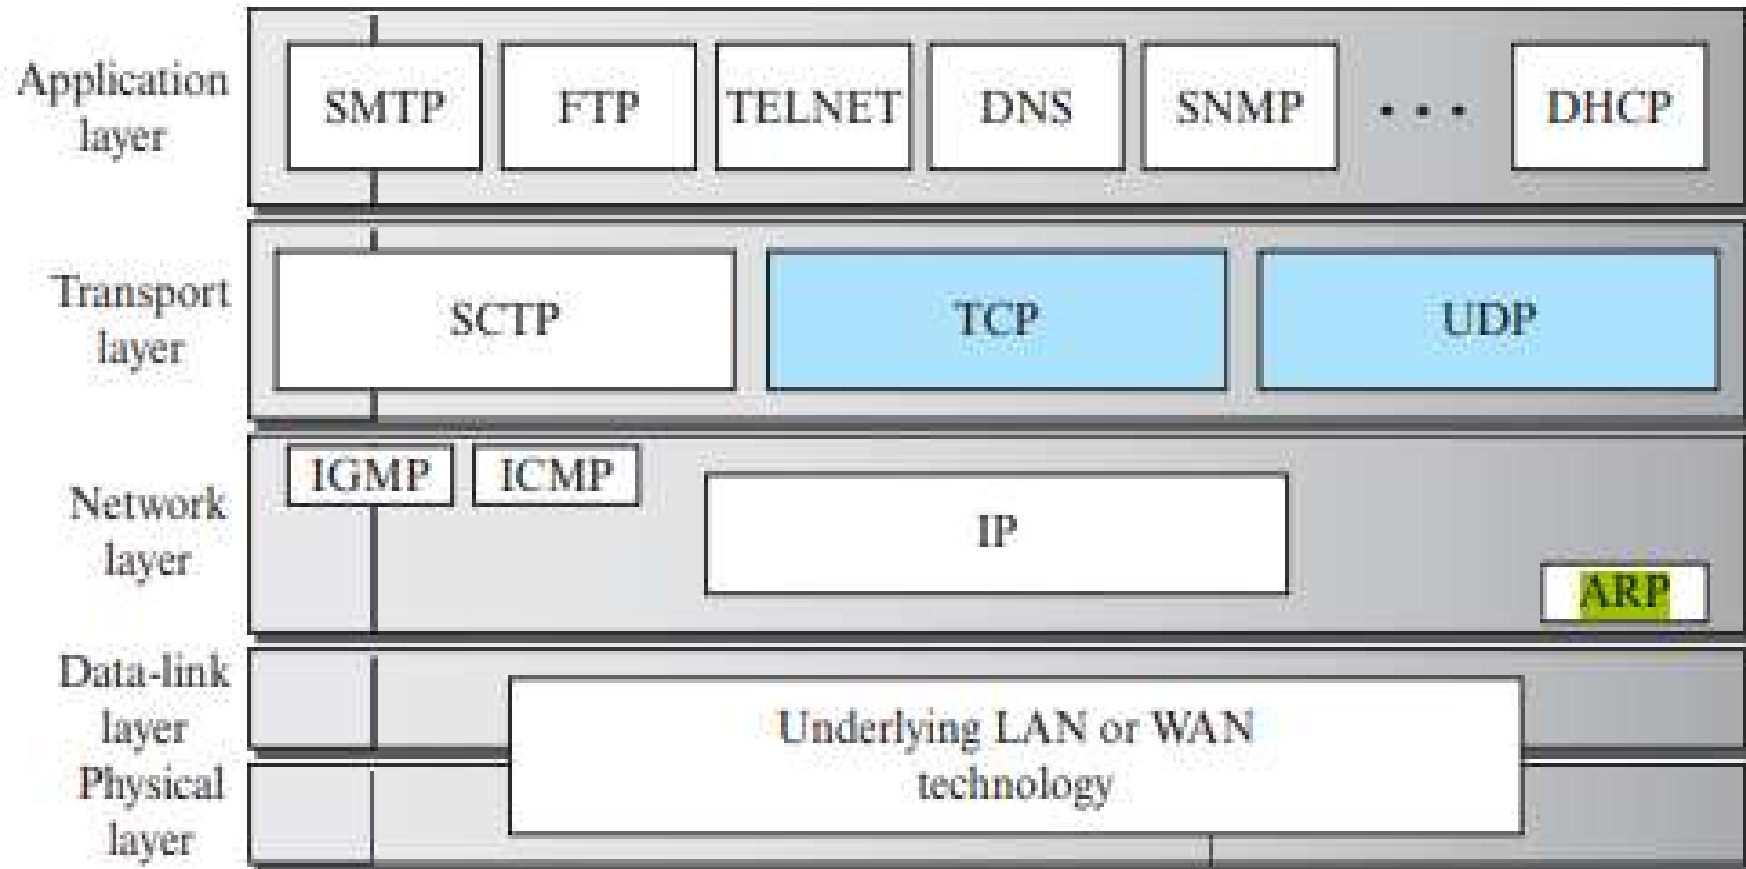 Application
layer
SMTP
FTP
TELNET
DNS
SNMP
• • •
DHCP
Transport
layer
SCTP
TCP
UDP
Network
layer
IGMP
ICMP
IP
ARP
Data-link
layer
Physical
layer
Underlying LAN or WAN
technology